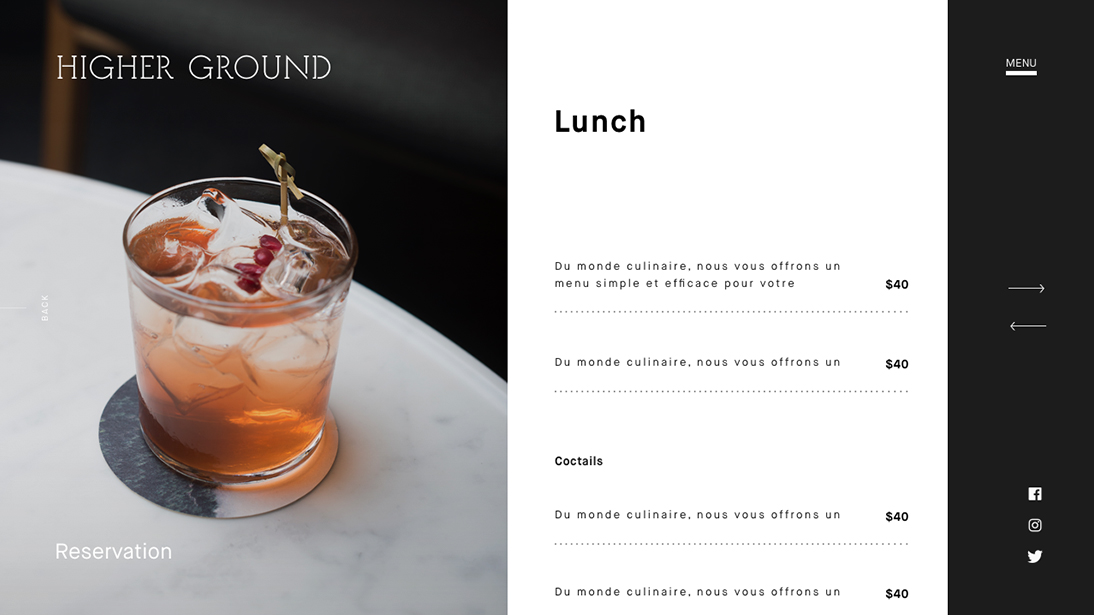 HIGHER GROUND
BACK
Reservation
Lunch
Du monde culinaire, nous vous offrons un
menu simple et efficace pour votre
$40
Du monde culinaire, nous vous offrons un
$40
Coctails
Du monde culinaire, nous vous offrons un
$40
Du monde culinaire, nous vous offrons un
$40
MENU